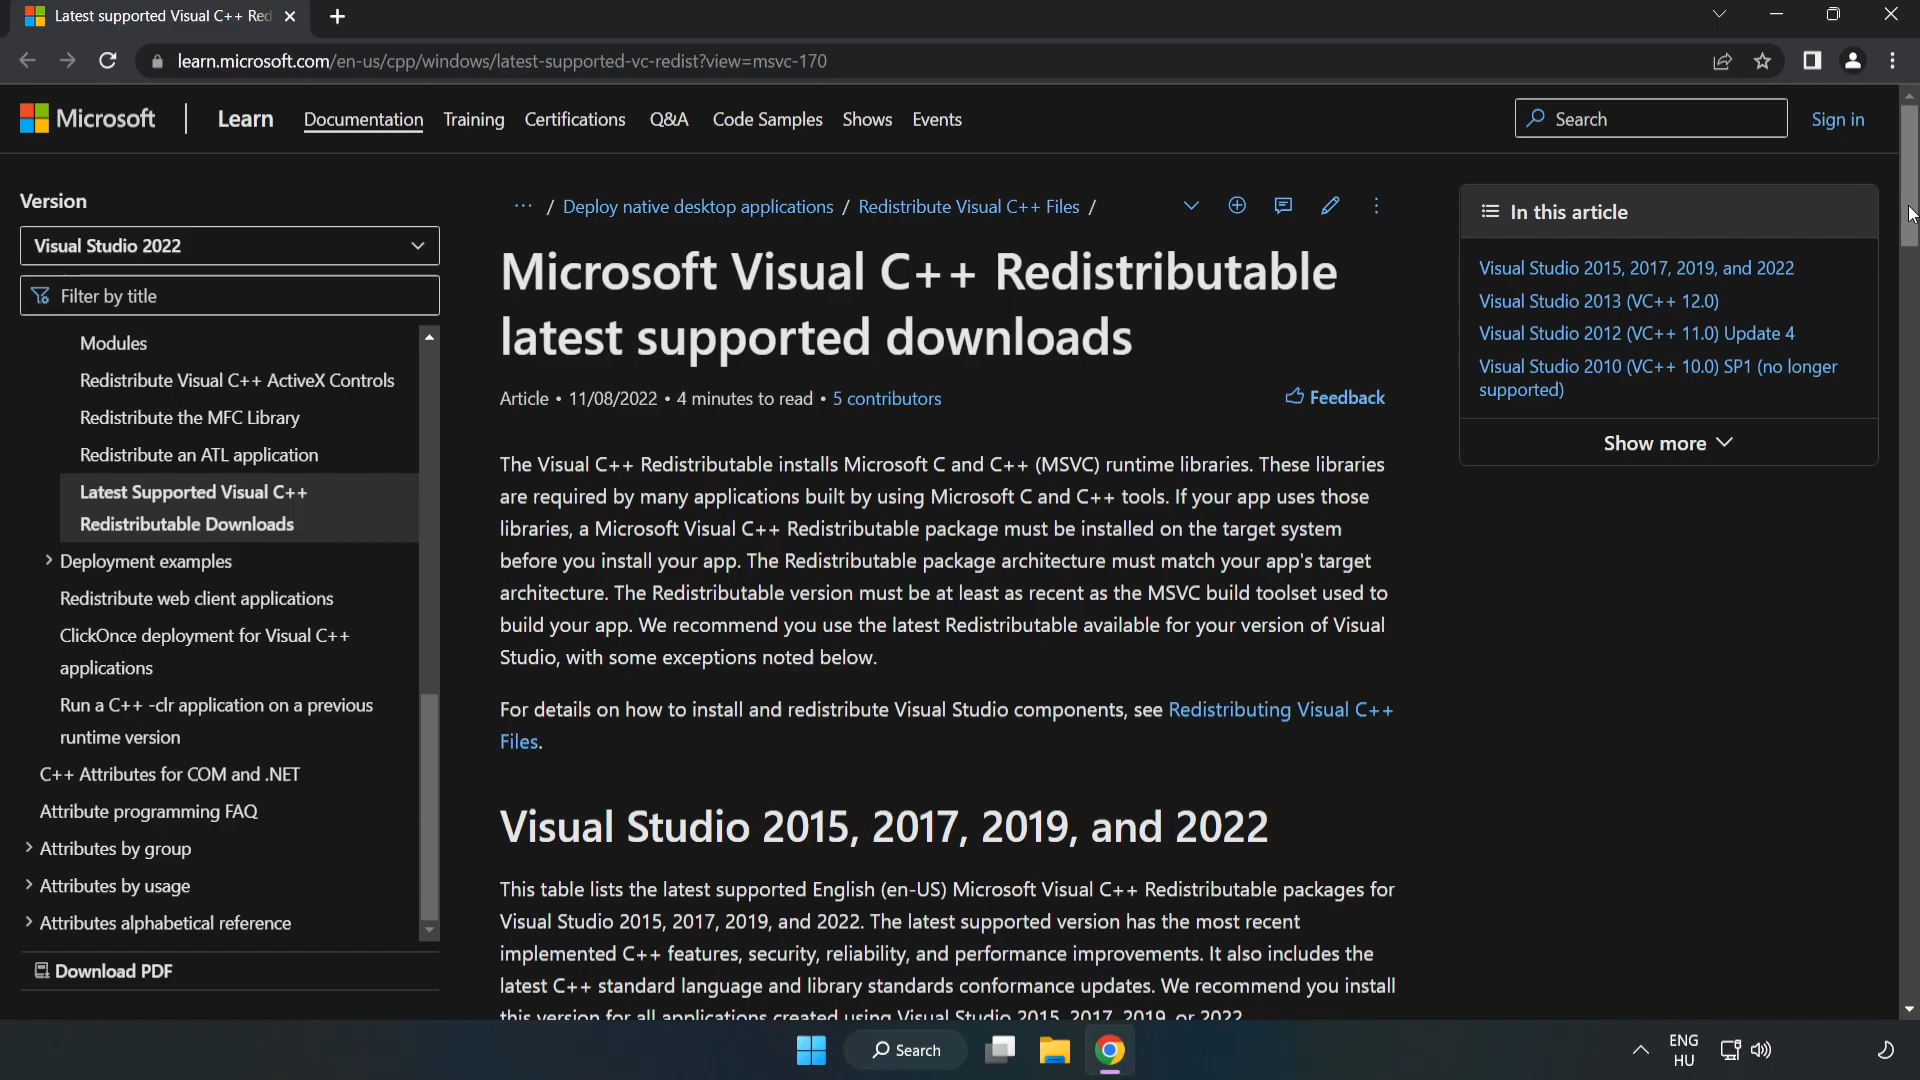 Latest supported Visual C++ Red
learn.microsoft.com/en-us/cpp/windows/latest-supported-vc-redist?view=msvc-170
Microsoft
Learn
Documentation
Training
Certifications
Q&A
Code Samples
Shows
Events
Search
Sign in
Version
Visual Studio 2022
Filter by title
Modules
Redistribute Visual C++ ActiveX Controls
Redistribute the MFC Library
Redistribute an ATL application
Latest Supported Visual C++
Redistributable Downloads
Deployment examples
Redistribute web client applications
ClickOnce deployment for Visual C++
applications
Run a C++ -clr application on a previous
runtime version
C++ Attributes for COM and .NET
Attribute programming FAQ
Attributes by group
Attributes by usage
Attributes alphabetical reference
Download PDF
··· / Deploy native desktop applications / Redistribute Visual C++ Files /
Microsoft Visual C++ Redistributable
latest supported downloads
Article • 11/08/2022 • 4 minutes to read • 5 contributors
Feedback
The Visual C++ Redistributable installs Microsoft C and C++ (MSVC) runtime libraries. These libraries
are required by many applications built by using Microsoft C and C++ tools. If your app uses those
libraries, a Microsoft Visual C++ Redistributable package must be installed on the target system
before you install your app. The Redistributable package architecture must match your app's target
architecture. The Redistributable version must be at least as recent as the MSVC build toolset used to
build your app. We recommend you use the latest Redistributable available for your version of Visual
Studio, with some exceptions noted below.
For details on how to install and redistribute Visual Studio components, see Redistributing Visual C++
Files.
Visual Studio 2015, 2017, 2019, and 2022
This table lists the latest supported English (en-US) Microsoft Visual C++ Redistributable packages for
Visual Studio 2015, 2017, 2019, and 2022. The latest supported version has the most recent
implemented C++ features, security, reliability, and performance improvements. It also includes the
latest C++ standard language and library standards conformance updates. We recommend you install
this version for all applications created using Visual Studio 2015, 2017, 2019, or 2022.
In this article
Visual Studio 2015, 2017, 2019, and 2022
Visual Studio 2013 (VC++ 12.0)
Visual Studio 2012 (VC++ 11.0) Update 4
Visual Studio 2010 (VC++ 10.0) SP1 (no longer
supported)
Show more
Search
ENG
HU